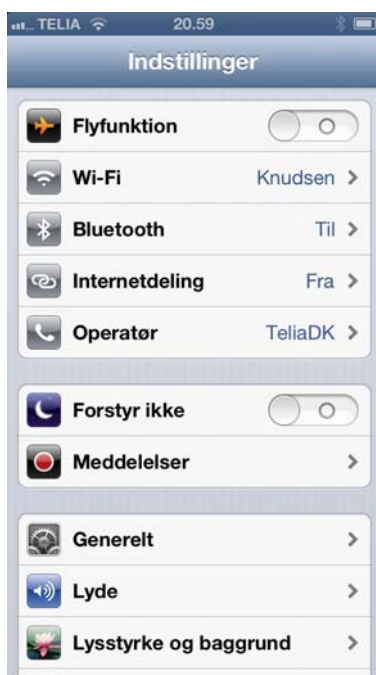 TELIA 20.59
Indstillinger
Flyfunktion
Wi-Fi Knudsen
Bluetooth Til
Internetdeling Fra
Operatør TeliaDK
Forstyr ikke
Meddelelser
Generelt
Lyde
Lysstyrke og baggrund